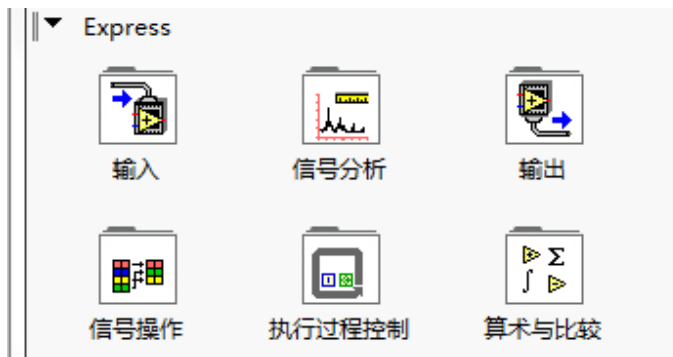 Express
输入
信号分析
输出
信号操作
执行过程控制
算术与比较